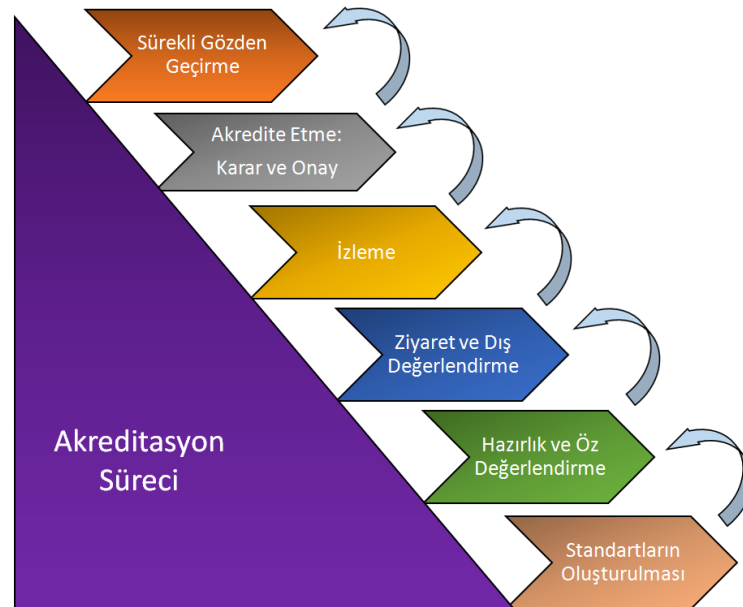 Sürekli Gözden
Geçirme
Akredite Etme:
Karar ve Onay
İzleme
Ziyaret ve Dış
Değerlendirme
Hazırlık ve Öz
Değerlendirme
Standartların
Oluşturulması
Akreditasyon
Süreci